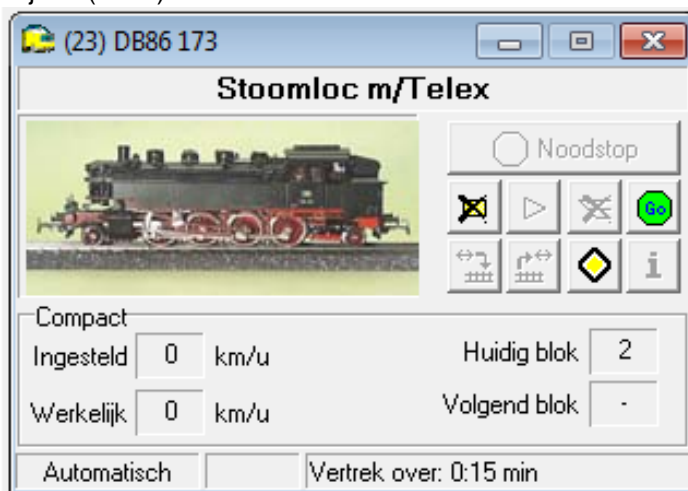 (23) DB86 173
Stoomloc m/Telex
Noodstop
Go
i
Compact
Ingesteld 0 km/u
Huidig blok 2
Werkelijk 0 km/u
Volgend blok -
Automatisch
Vertrek over: 0:15 min